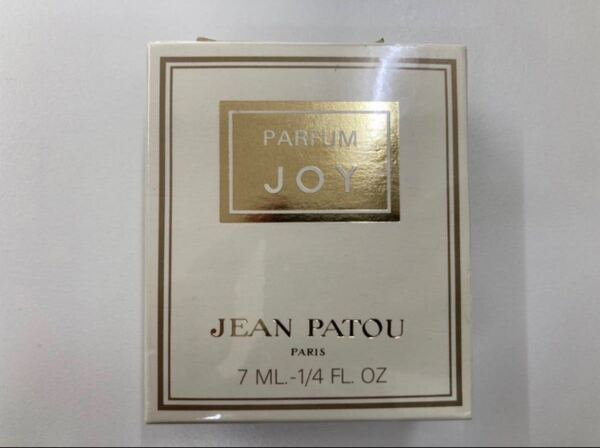 PARFUM
JOY
JEAN PATOU
PARIS
7 ML.-1/4 FL. OZ